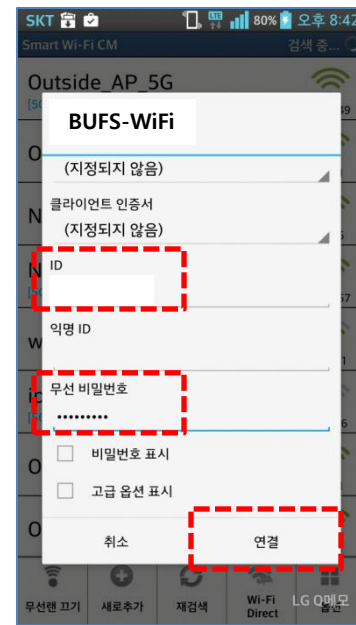 SKT 80% 오후 8:42
Smart Wi-Fi CM 검색 중...
Outside_AP_5G
BUFS-WiFi
(지정되지 않음)
클라이언트 인증서
(지정되지 않음)
ID
익명 ID
무선 비밀번호
•••••••••
비밀번호 표시
고급 옵션 표시
취소 연결
무선랜 끄기 새로추가 재검색 Wi-Fi Direct
LG Q메모